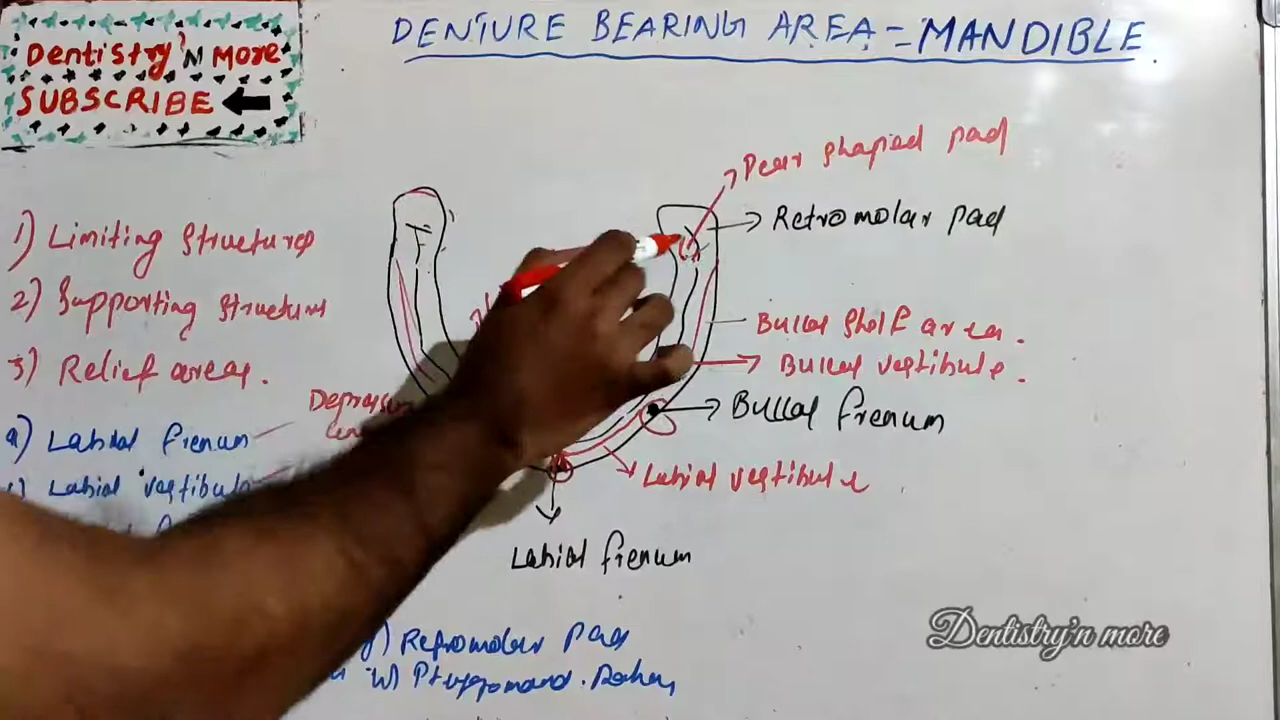 Dentistry'N More
SUBSCRIBE
DENTURE BEARING AREA - MANDIBLE
Pear shaped pad
Retromolar pad
1) Limiting Structures
2) Supporting Structures
3) Relief areas.
Buccal Shelf area.
Buccal vestibule.
Buccal frenum
Labial vestibule
Labial frenum
a) Labial frenum
Labial vestibule
g) Retromolar Pad
Dentistry'n more